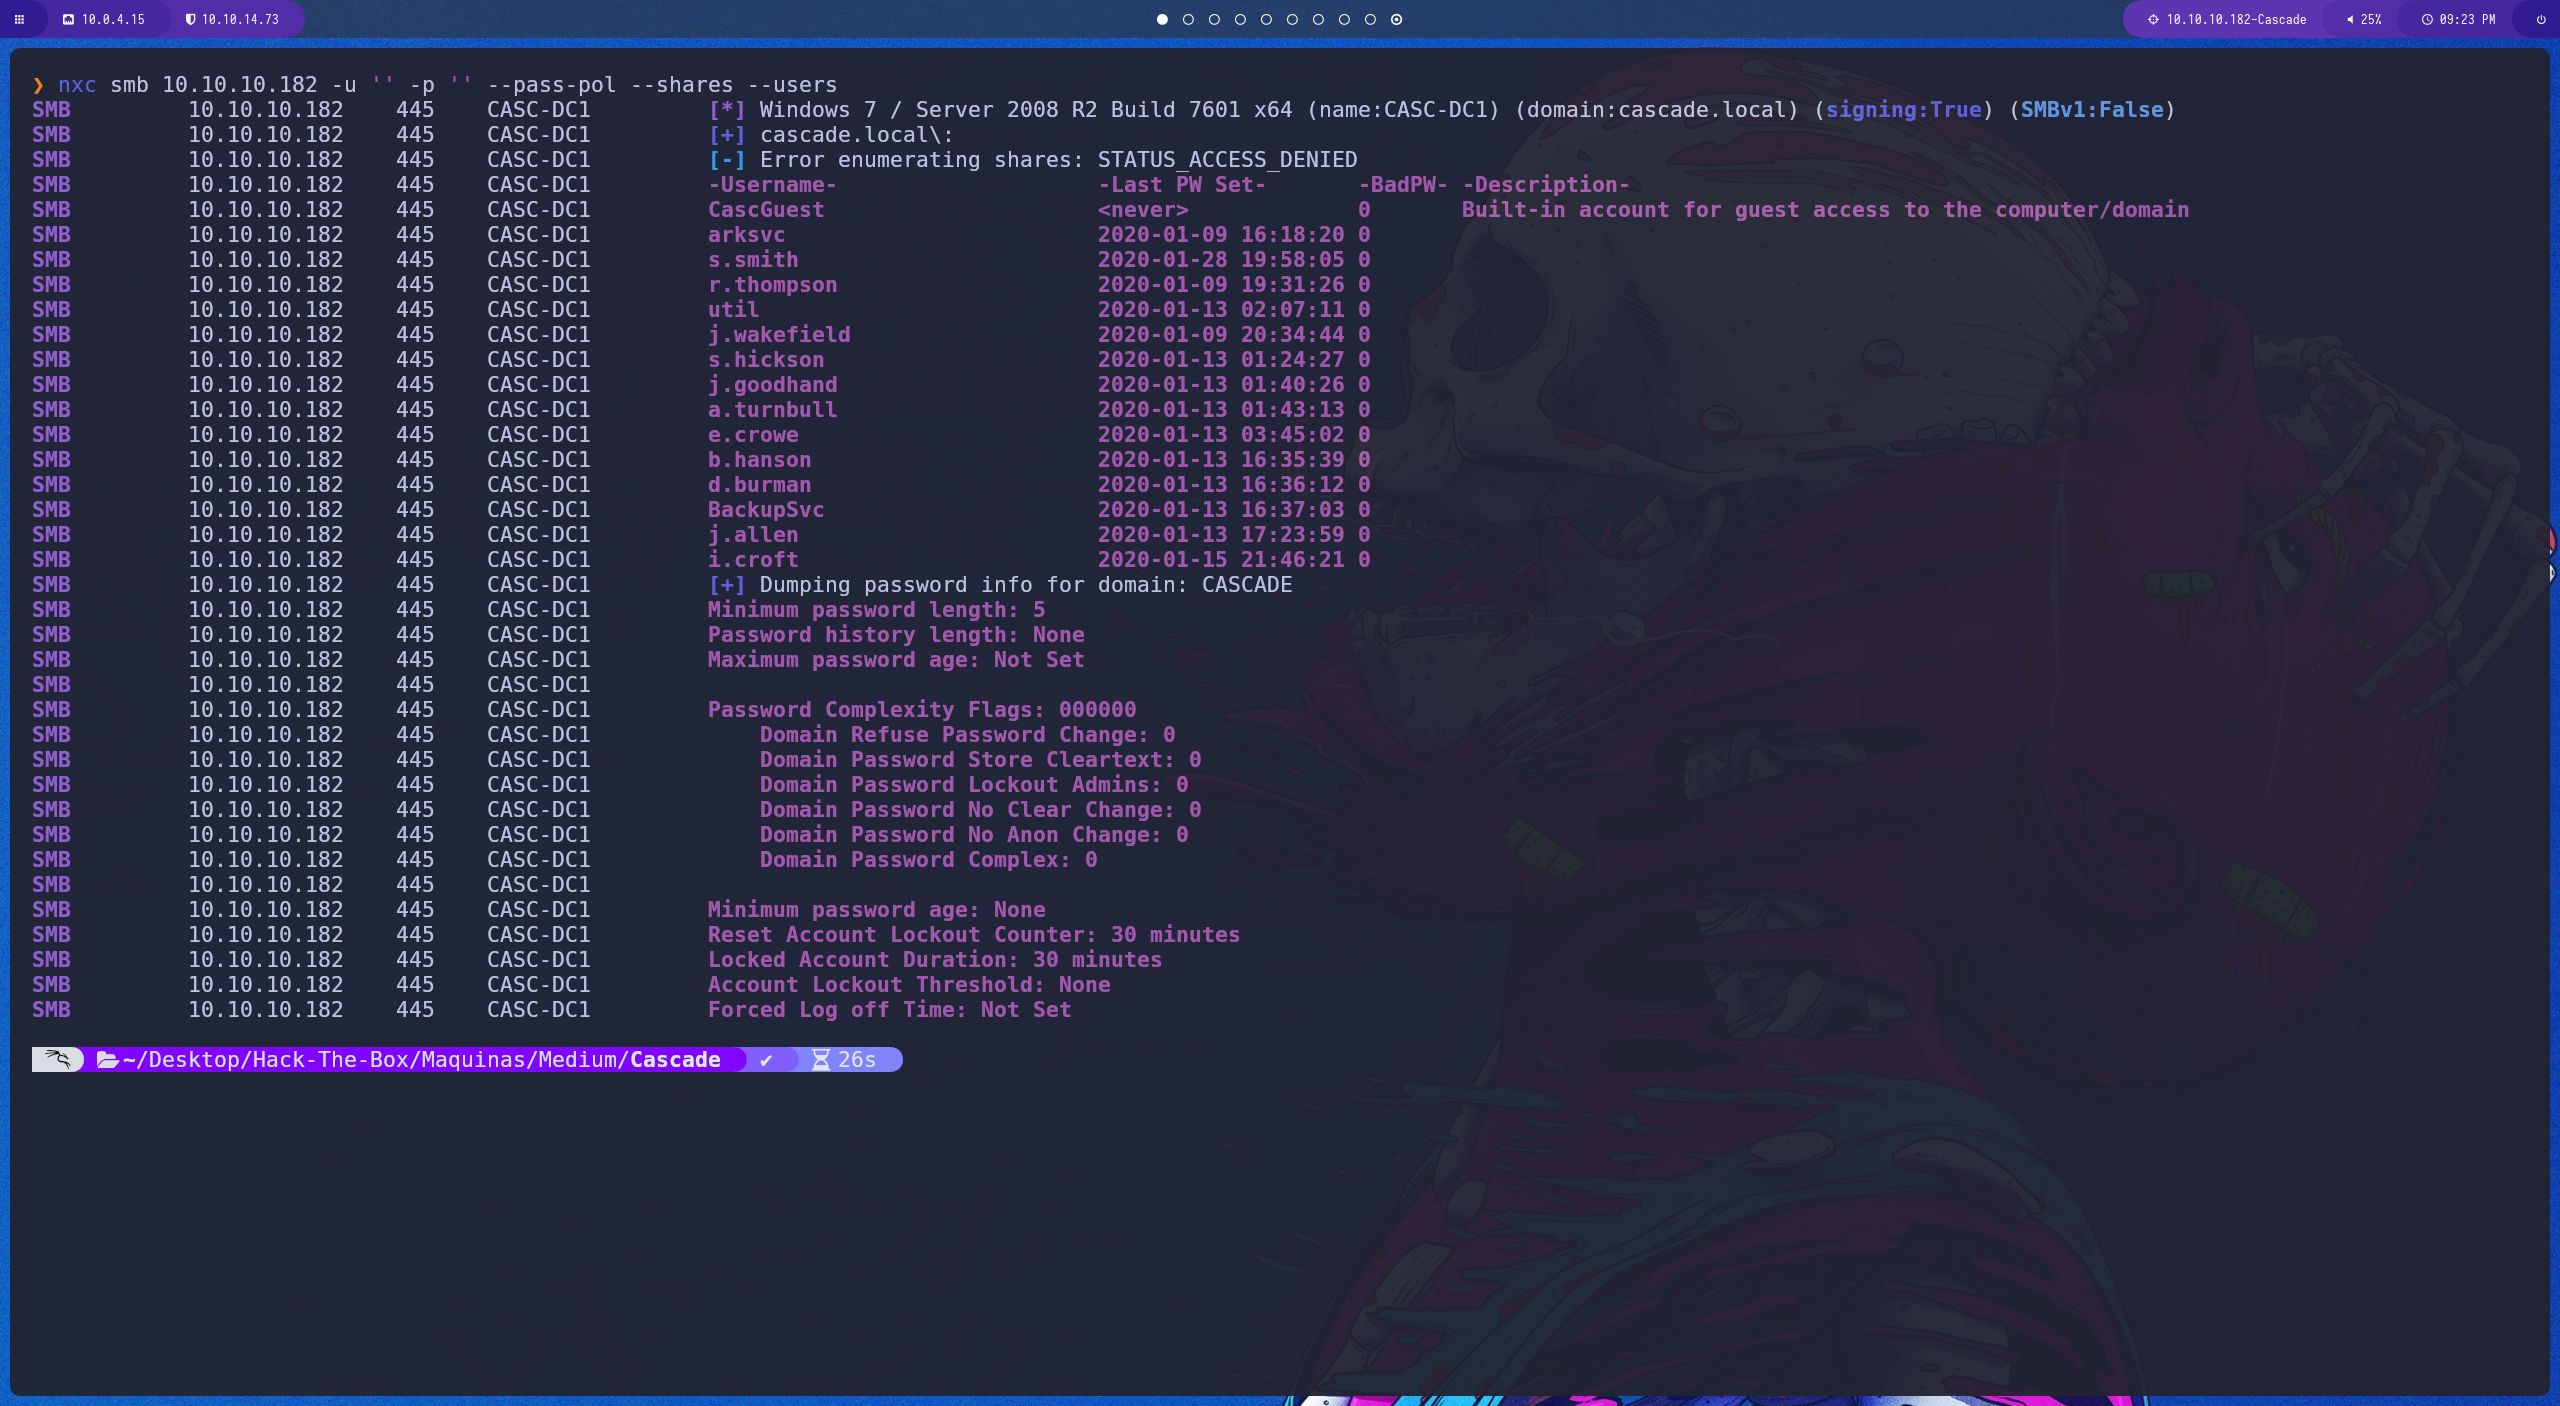 10.0.4.15 10.10.14.73 10.10.10.182-Cascade 25% 09:23 PM
❯ nxc smb 10.10.10.182 -u '' -p '' --pass-pol --shares --users
SMB 10.10.10.182 445 CASC-DC1 [*] Windows 7 / Server 2008 R2 Build 7601 x64 (name:CASC-DC1) (domain:cascade.local) (signing:True) (SMBv1:False)
SMB 10.10.10.182 445 CASC-DC1 [+] cascade.local\:
SMB 10.10.10.182 445 CASC-DC1 [-] Error enumerating shares: STATUS_ACCESS_DENIED
SMB 10.10.10.182 445 CASC-DC1 -Username- -Last PW Set- -BadPW- -Description-
SMB 10.10.10.182 445 CASC-DC1 CascGuest <never> 0 Built-in account for guest access to the computer/domain
SMB 10.10.10.182 445 CASC-DC1 arksvc 2020-01-09 16:18:20 0
SMB 10.10.10.182 445 CASC-DC1 s.smith 2020-01-28 19:58:05 0
SMB 10.10.10.182 445 CASC-DC1 r.thompson 2020-01-09 19:31:26 0
SMB 10.10.10.182 445 CASC-DC1 util 2020-01-13 02:07:11 0
SMB 10.10.10.182 445 CASC-DC1 j.wakefield 2020-01-09 20:34:44 0
SMB 10.10.10.182 445 CASC-DC1 s.hickson 2020-01-13 01:24:27 0
SMB 10.10.10.182 445 CASC-DC1 j.goodhand 2020-01-13 01:40:26 0
SMB 10.10.10.182 445 CASC-DC1 a.turnbull 2020-01-13 01:43:13 0
SMB 10.10.10.182 445 CASC-DC1 e.crowe 2020-01-13 03:45:02 0
SMB 10.10.10.182 445 CASC-DC1 b.hanson 2020-01-13 16:35:39 0
SMB 10.10.10.182 445 CASC-DC1 d.burman 2020-01-13 16:36:12 0
SMB 10.10.10.182 445 CASC-DC1 BackupSvc 2020-01-13 16:37:03 0
SMB 10.10.10.182 445 CASC-DC1 j.allen 2020-01-13 17:23:59 0
SMB 10.10.10.182 445 CASC-DC1 i.croft 2020-01-15 21:46:21 0
SMB 10.10.10.182 445 CASC-DC1 [+] Dumping password info for domain: CASCADE
SMB 10.10.10.182 445 CASC-DC1 Minimum password length: 5
SMB 10.10.10.182 445 CASC-DC1 Password history length: None
SMB 10.10.10.182 445 CASC-DC1 Maximum password age: Not Set
SMB 10.10.10.182 445 CASC-DC1
SMB 10.10.10.182 445 CASC-DC1 Password Complexity Flags: 000000
SMB 10.10.10.182 445 CASC-DC1 Domain Refuse Password Change: 0
SMB 10.10.10.182 445 CASC-DC1 Domain Password Store Cleartext: 0
SMB 10.10.10.182 445 CASC-DC1 Domain Password Lockout Admins: 0
SMB 10.10.10.182 445 CASC-DC1 Domain Password No Clear Change: 0
SMB 10.10.10.182 445 CASC-DC1 Domain Password No Anon Change: 0
SMB 10.10.10.182 445 CASC-DC1 Domain Password Complex: 0
SMB 10.10.10.182 445 CASC-DC1
SMB 10.10.10.182 445 CASC-DC1 Minimum password age: None
SMB 10.10.10.182 445 CASC-DC1 Reset Account Lockout Counter: 30 minutes
SMB 10.10.10.182 445 CASC-DC1 Locked Account Duration: 30 minutes
SMB 10.10.10.182 445 CASC-DC1 Account Lockout Threshold: None
SMB 10.10.10.182 445 CASC-DC1 Forced Log off Time: Not Set
~/Desktop/Hack-The-Box/Maquinas/Medium/Cascade ✔ 26s